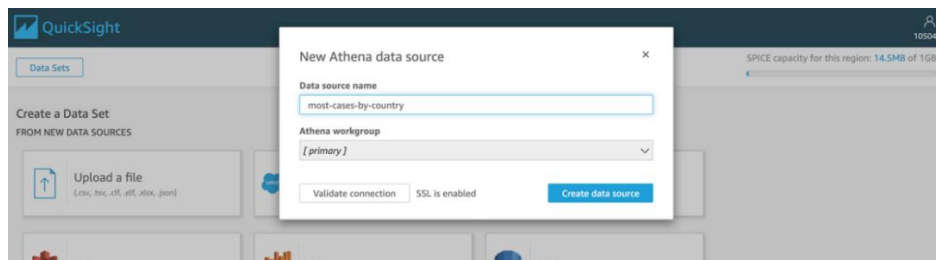 QuickSight
10504
Data Sets
SPICE capacity for this region: 14.5MB of 1GB
New Athena data source
×
Data source name
most-cases-by-country
Athena workgroup
[ primary ]
Validate connection
SSL is enabled
Create data source
Create a Data Set
FROM NEW DATA SOURCES
Upload a file
(.csv, .tsv, .clf, .elf, .xlsx, .json)